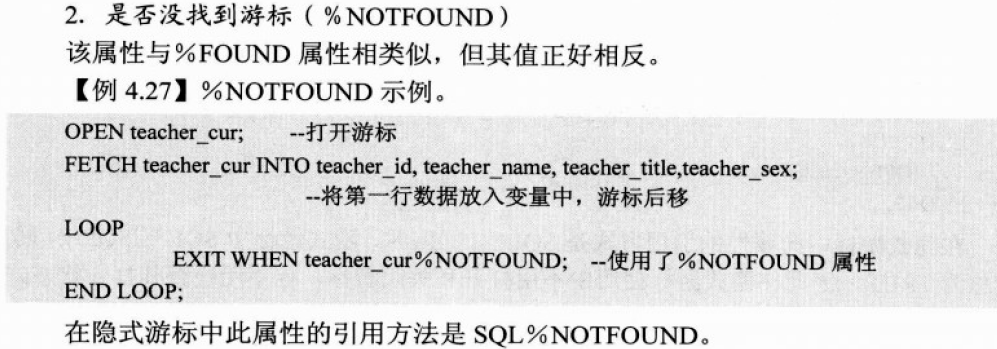 2. 是否没找到游标（%NOTFOUND）
该属性与%FOUND 属性相类似，但其值正好相反。
【例 4.27】%NOTFOUND 示例。
OPEN teacher_cur; --打开游标
FETCH teacher_cur INTO teacher_id, teacher_name, teacher_title,teacher_sex;
--将第一行数据放入变量中，游标后移
LOOP
EXIT WHEN teacher_cur%NOTFOUND; --使用了%NOTFOUND 属性
END LOOP;
在隐式游标中此属性的引用方法是 SQL%NOTFOUND。